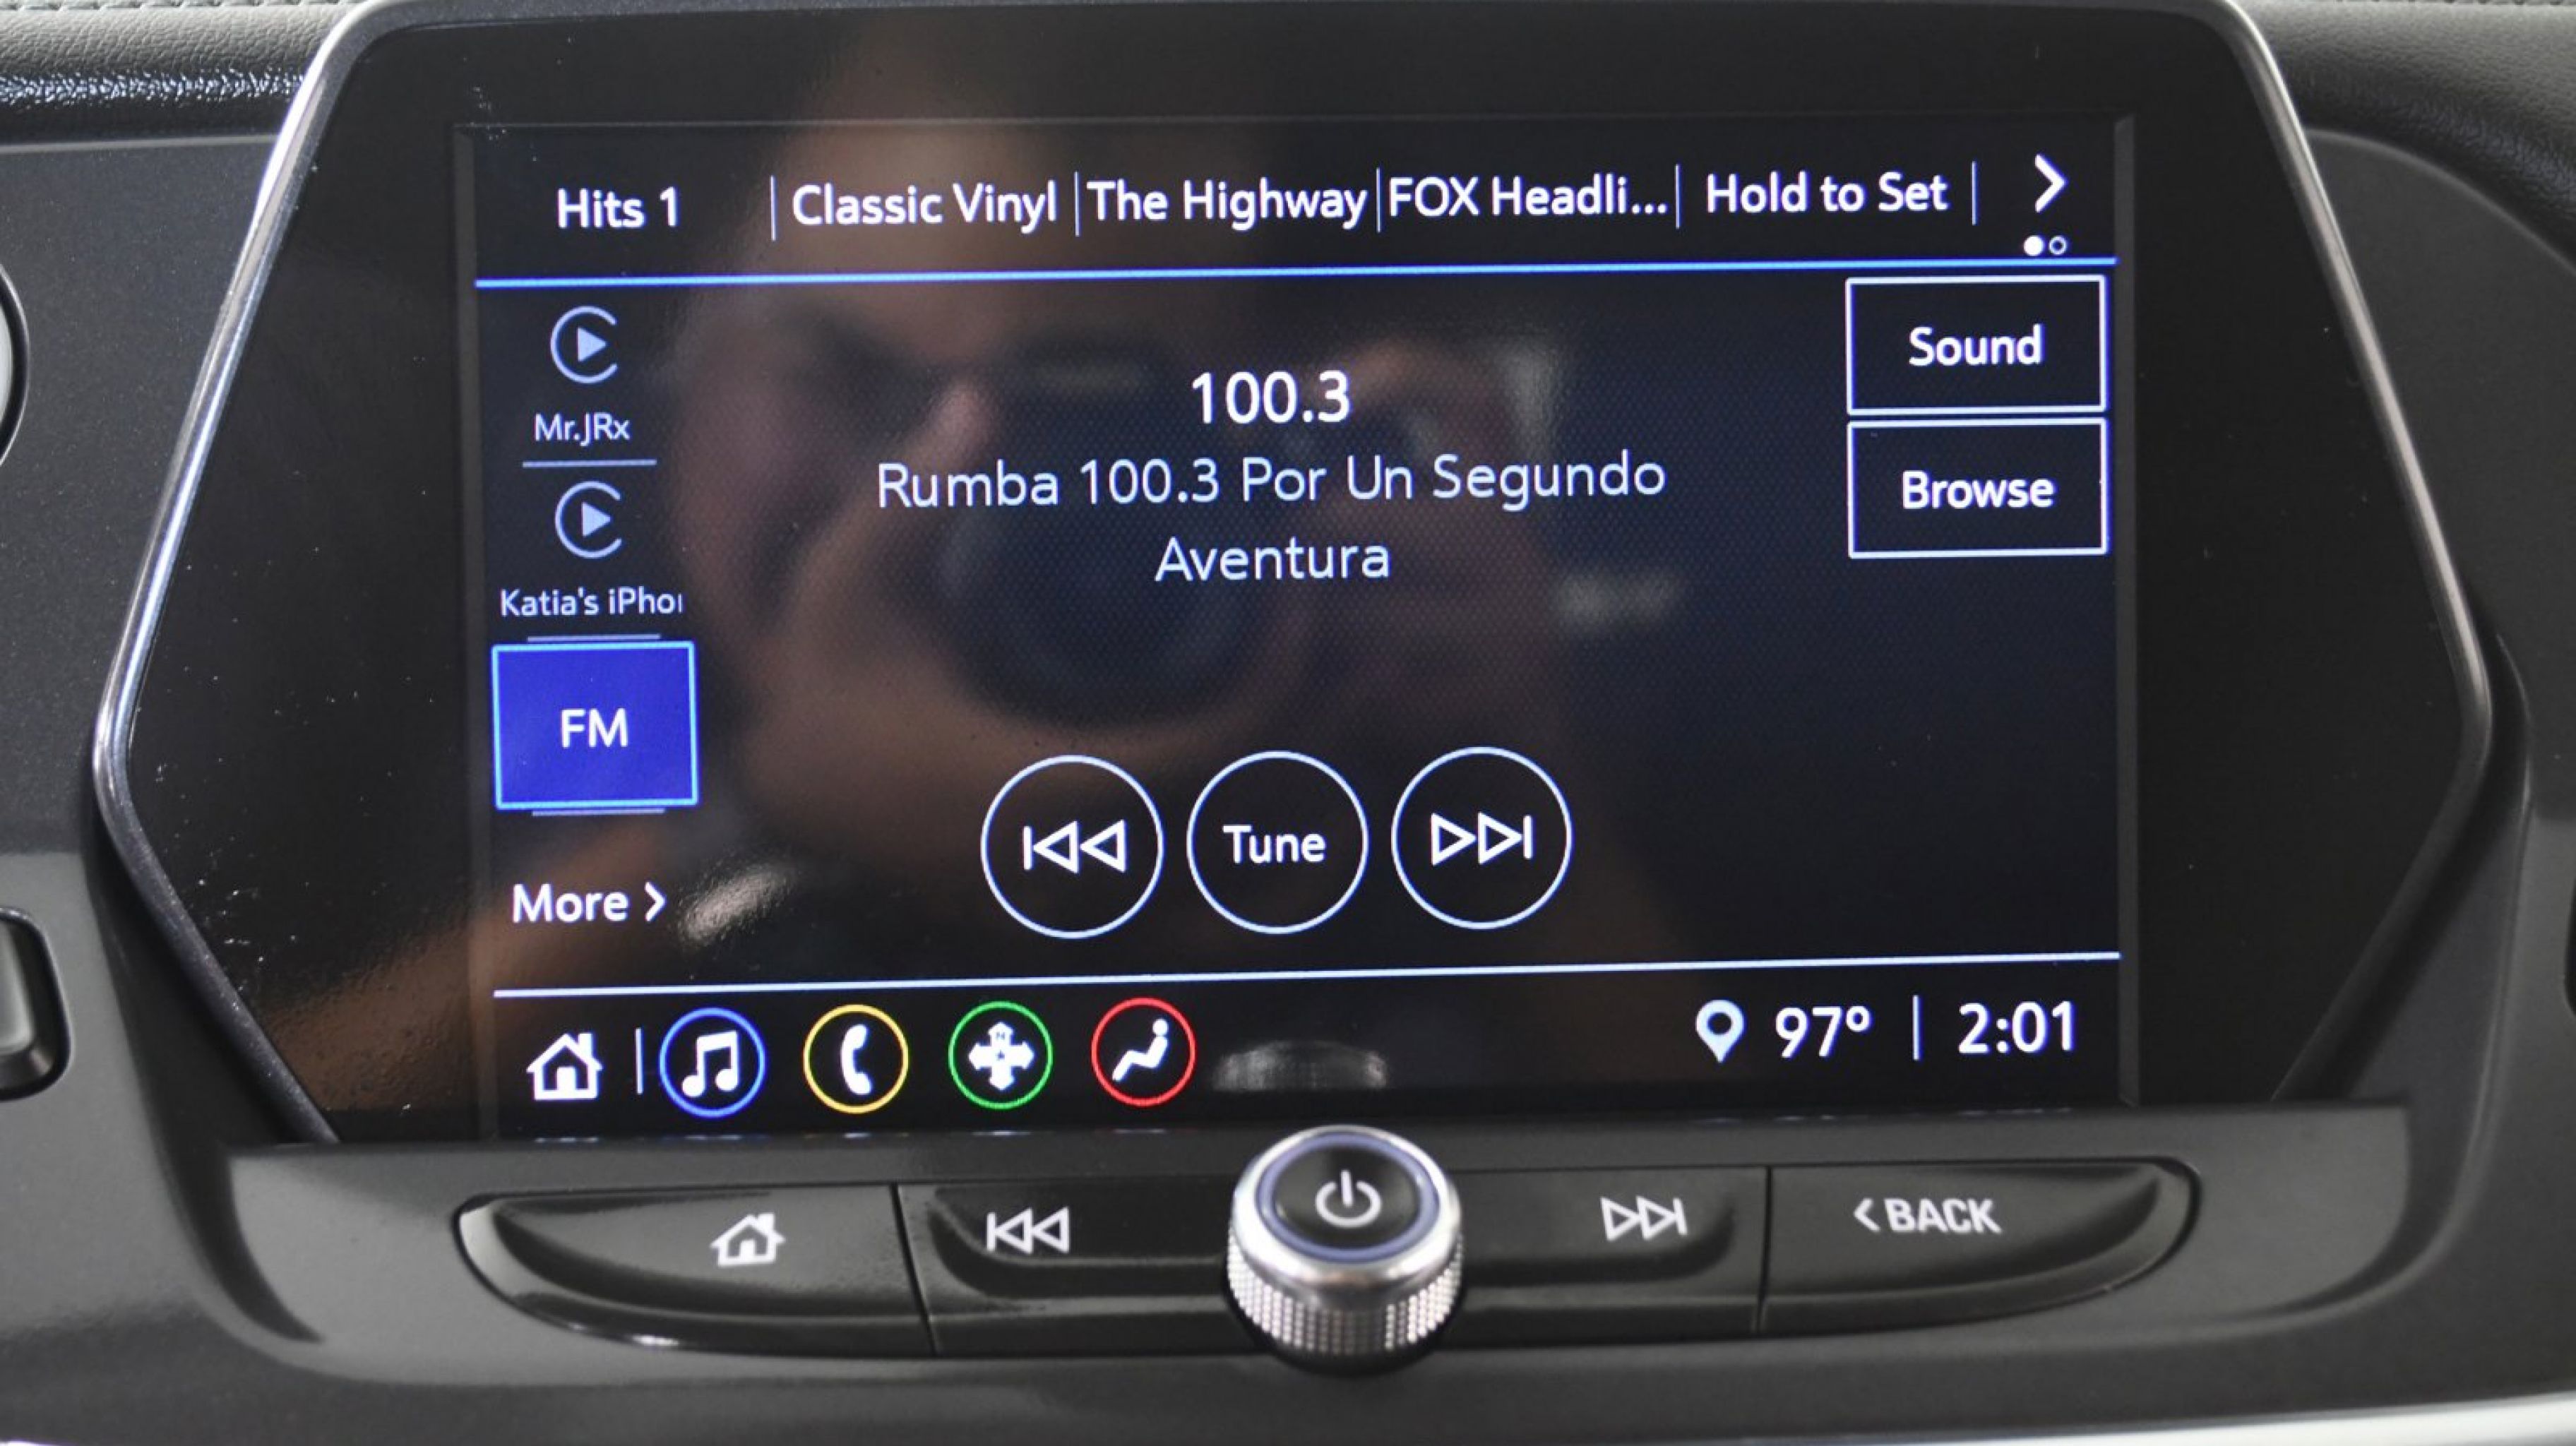 Hits 1
Classic Vinyl
The Highway
FOX Headli...
Hold to Set
Mr.JRx
Katia's iPho
FM
More >
100.3
Rumba 100.3 Por Un Segundo
Aventura
Sound
Browse
Tune
97° 2:01
< BACK